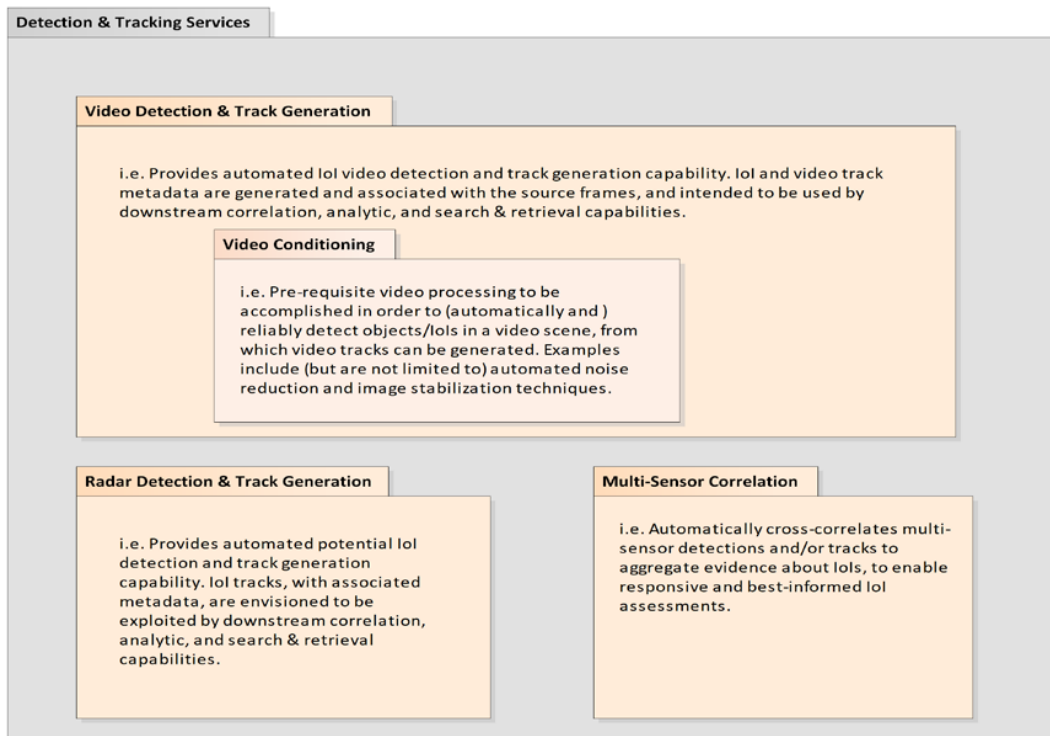 Detection & Tracking Services
Video Detection & Track Generation
i.e. Provides automated IoI video detection and track generation capability. IoI and video track
metadata are generated and associated with the source frames, and intended to be used by
downstream correlation, analytic, and search & retrieval capabilities.
Video Conditioning
i.e. Pre-requisite video processing to be
accomplished in order to (automatically and )
reliably detect objects/IoIs in a video scene, from
which video tracks can be generated. Examples
include (but are not limited to) automated noise
reduction and image stabilization techniques.
Radar Detection & Track Generation
i.e. Provides automated potential IoI
detection and track generation
capability. IoI tracks, with associated
metadata, are envisioned to be
exploited by downstream correlation,
analytic, and search & retrieval
capabilities.
Multi-Sensor Correlation
i.e. Automatically cross-correlates multi-
sensor detections and/or tracks to
aggregate evidence about IoIs, to enable
responsive and best-informed IoI
assessments.